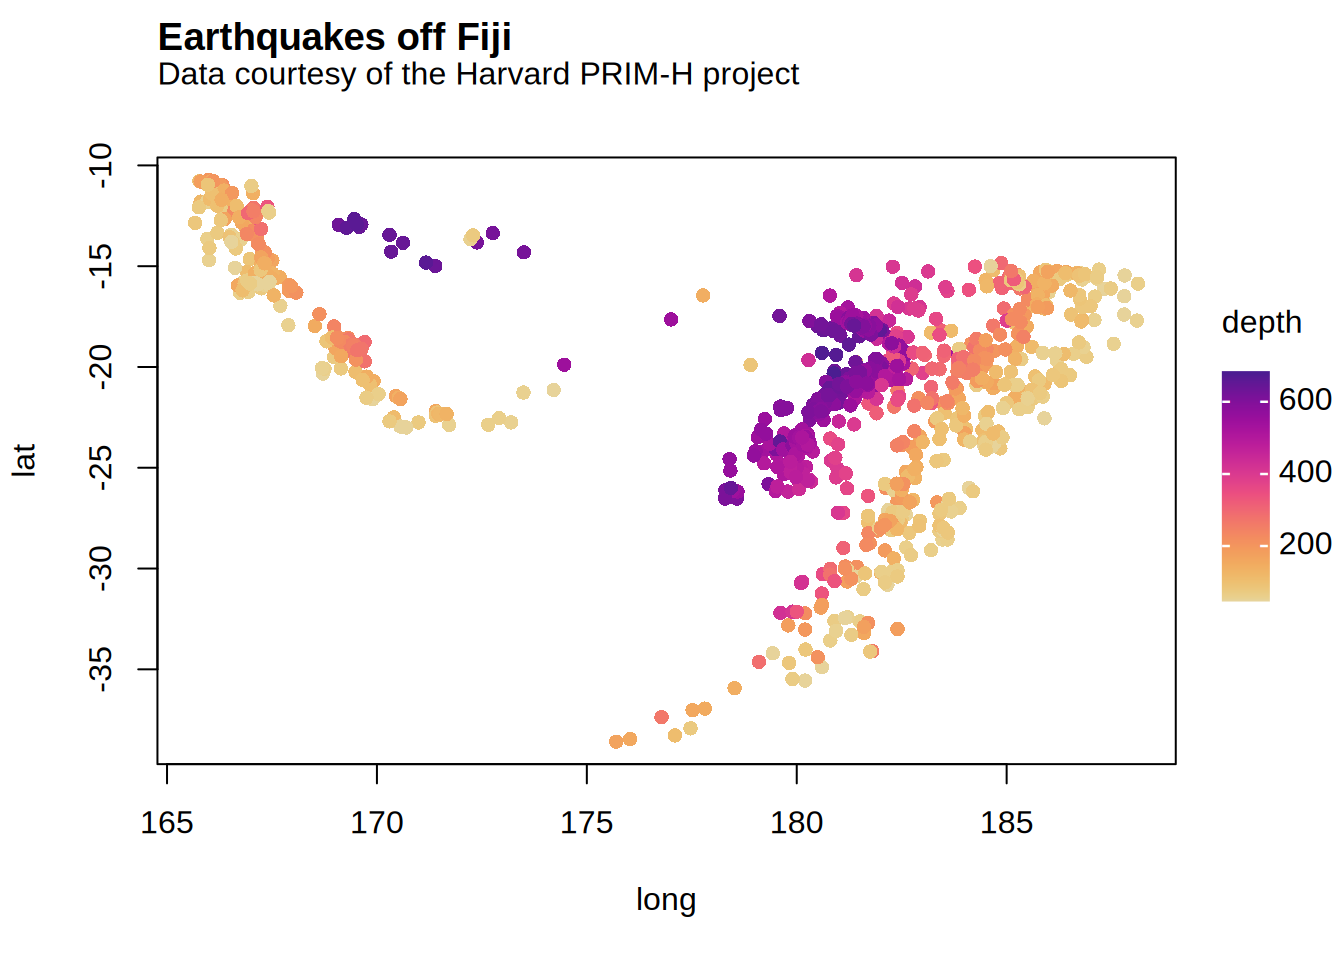 Earthquakes off Fiji
Data courtesy of the Harvard PRIM-H project
-10
-15
-20
-25
-30
-35
lat
165 170 175 180 185
long
depth
600
400
200